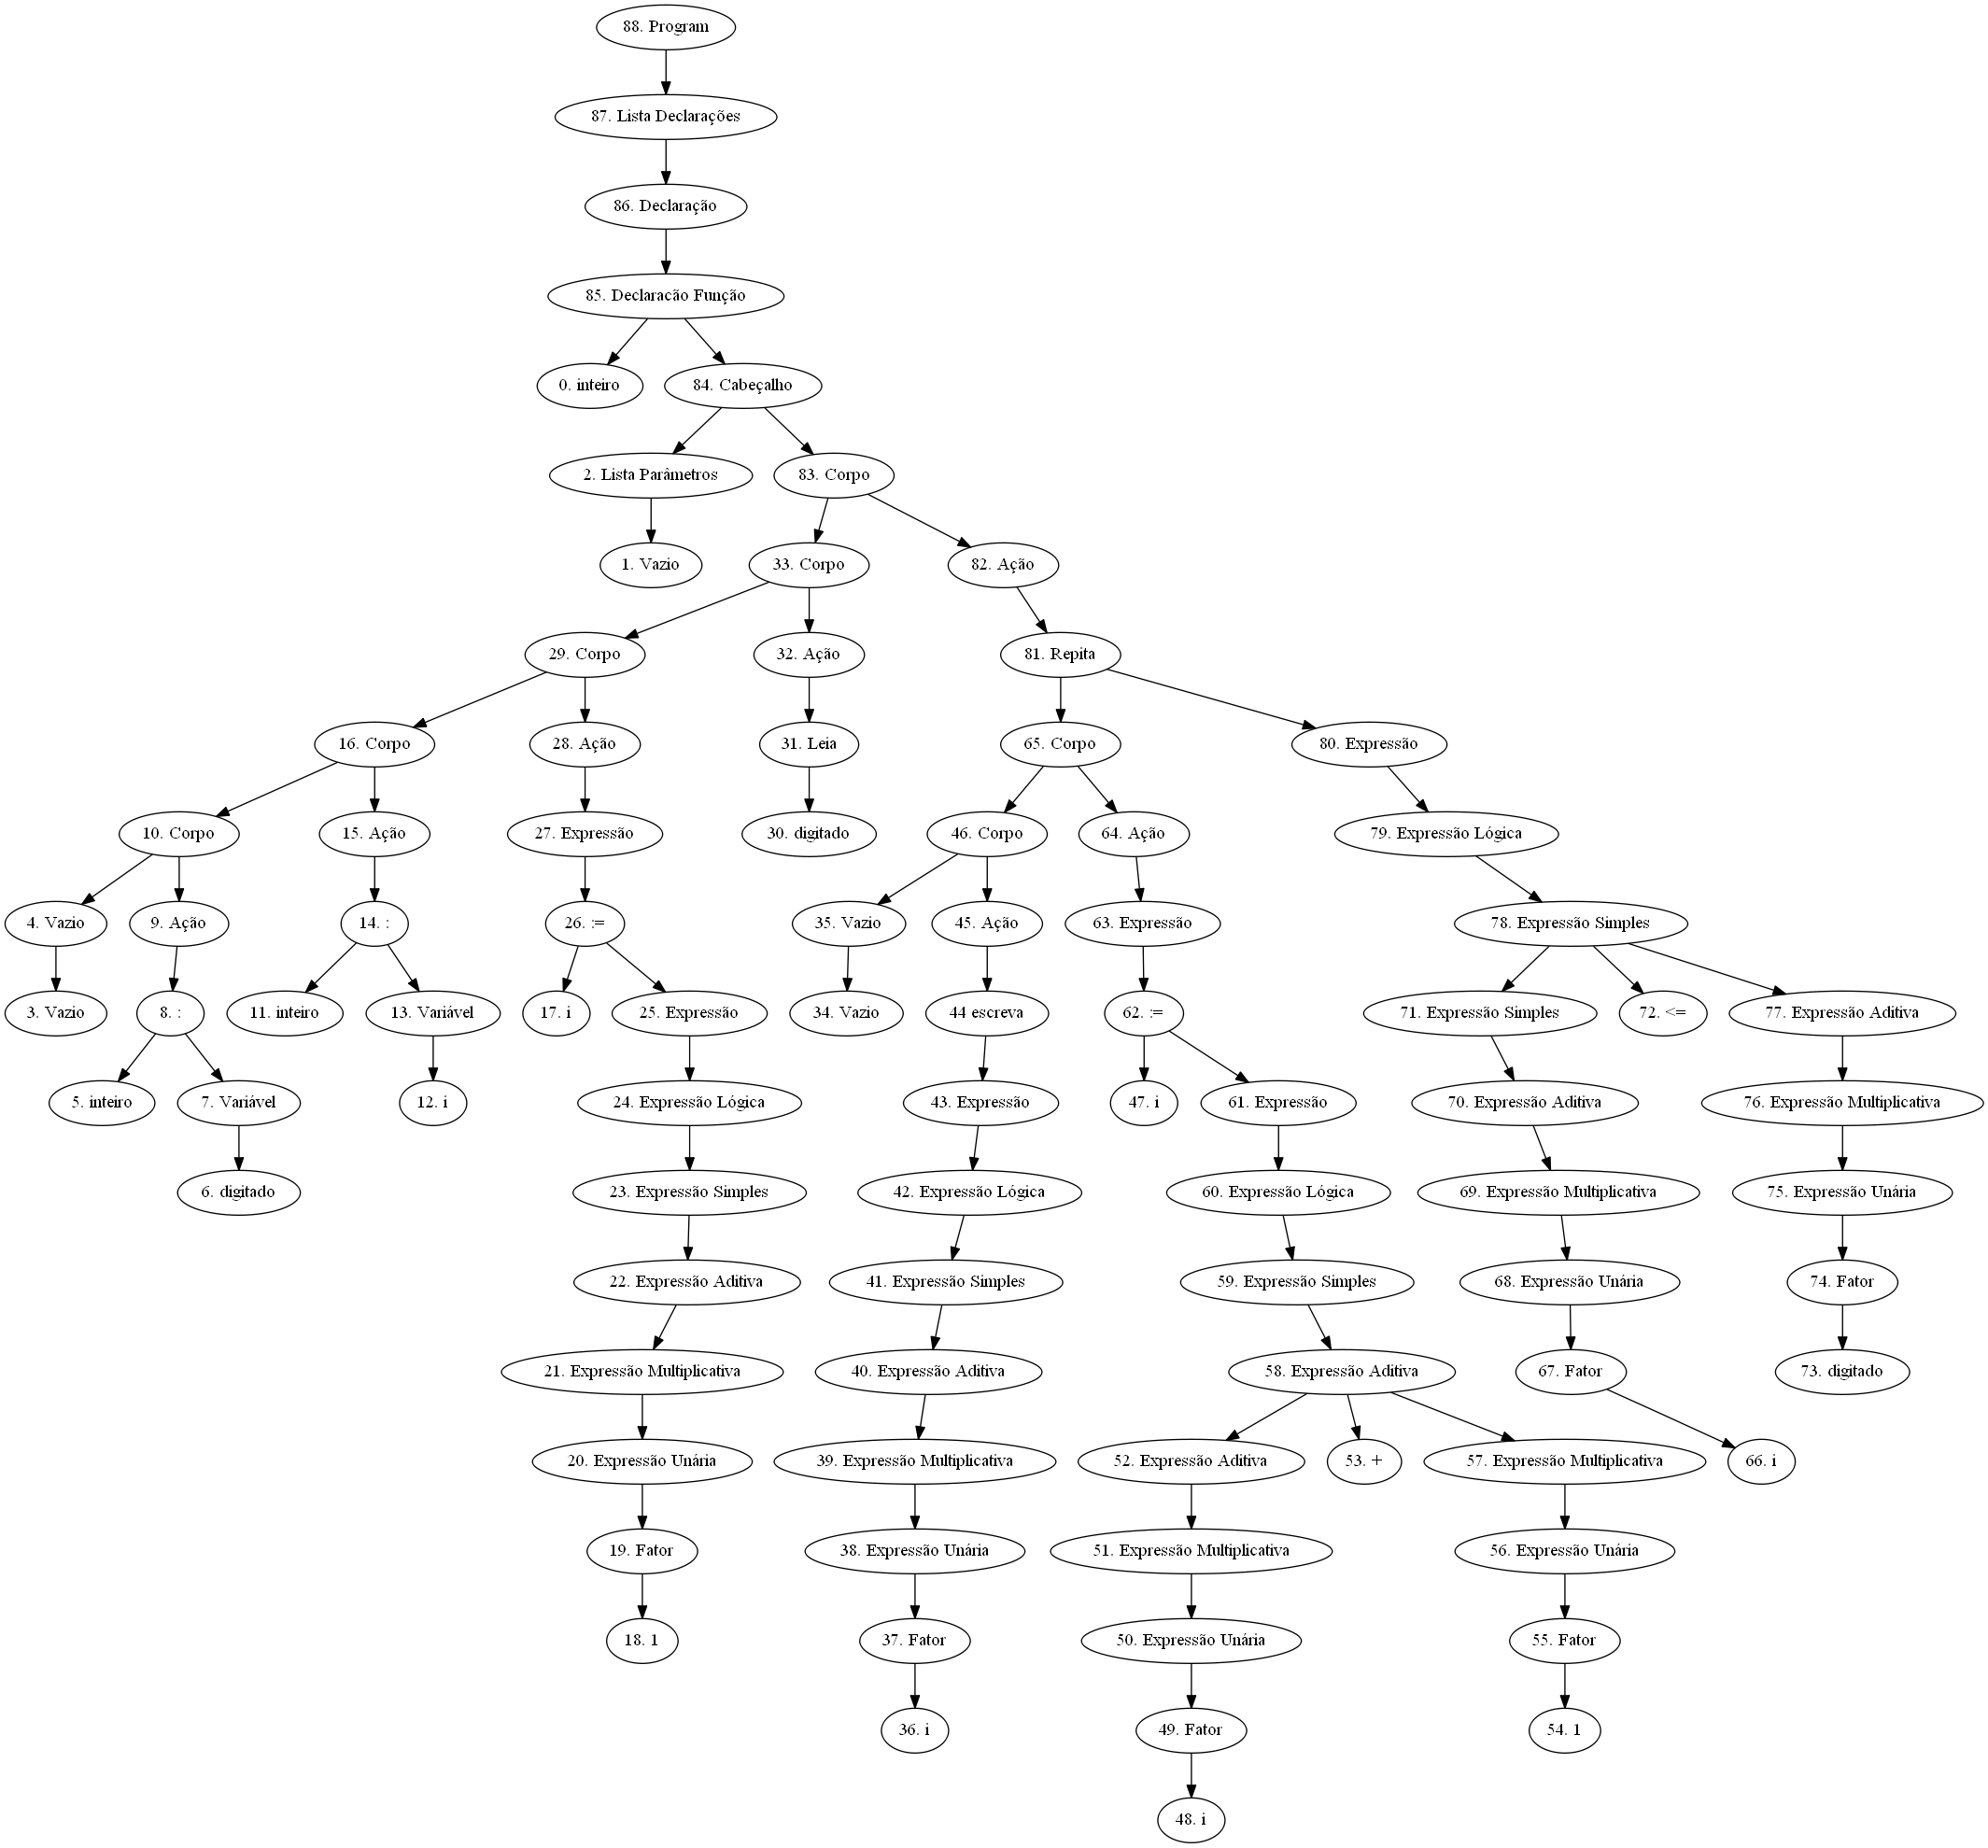 88. Program
87. Lista Declarações
86. Declaração
85. Declaracão Função
0. inteiro
84. Cabeçalho
2. Lista Parâmetros
83. Corpo
1. Vazio
33. Corpo
82. Ação
29. Corpo
32. Ação
81. Repita
16. Corpo
28. Ação
31. Leia
65. Corpo
80. Expressão
10. Corpo
15. Ação
27. Expressão
30. digitado
46. Corpo
64. Ação
79. Expressão Lógica
4. Vazio
9. Ação
14. :
26. :=
35. Vazio
45. Ação
63. Expressão
78. Expressão Simples
3. Vazio
8. :
11. inteiro
13. Variável
17. i
25. Expressão
34. Vazio
44 escreva
62. :=
71. Expressão Simples
72. <=
77. Expressão Aditiva
5. inteiro
7. Variável
12. i
24. Expressão Lógica
43. Expressão
47. i
61. Expressão
70. Expressão Aditiva
76. Expressão Multiplicativa
6. digitado
23. Expressão Simples
42. Expressão Lógica
60. Expressão Lógica
69. Expressão Multiplicativa
75. Expressão Unária
22. Expressão Aditiva
41. Expressão Simples
59. Expressão Simples
68. Expressão Unária
74. Fator
21. Expressão Multiplicativa
40. Expressão Aditiva
58. Expressão Aditiva
67. Fator
73. digitado
20. Expressão Unária
39. Expressão Multiplicativa
52. Expressão Aditiva
53. +
57. Expressão Multiplicativa
66. i
19. Fator
38. Expressão Unária
51. Expressão Multiplicativa
56. Expressão Unária
18. 1
37. Fator
50. Expressão Unária
55. Fator
36. i
49. Fator
54. 1
48. i